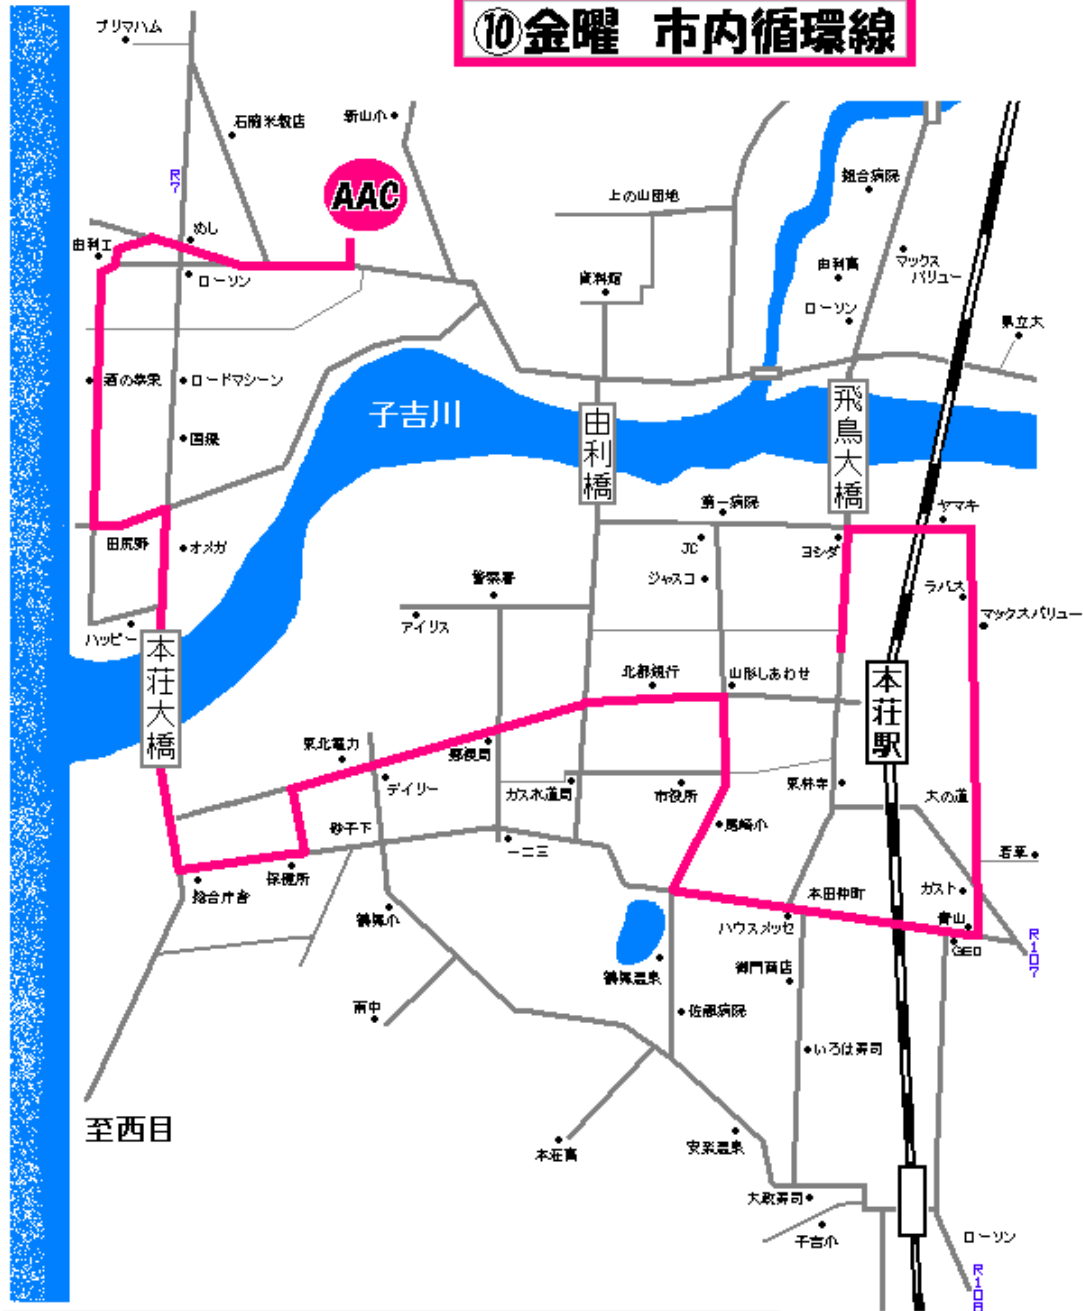 ⑩金曜 市内循環線
プリマハム
石脇米穀店
新山小
R7
AAC
上の山団地
組合病院
めし
由利工
ローソン
資料館
由利高
マックス
バリュー
ローソン
県立大
酒の栄栄
ロードマシーン
国療
子吉川
由利橋
飛鳥大橋
第一病院
ヤマキ
田尻野
オメガ
JC
ヨシダ
ジャスコ
警察署
ラパス
マックスバリュー
アイリス
ハッピー
本荘大橋
北都銀行
山形しあわせ
本荘駅
東北電力
郵便局
デイリー
ガス水道局
市役所
東林寺
大の道
砂子下
尾崎小
一二三
若草
総合庁舎
保健所
本田仲町
ガスト
青山
鶴舞小
ハウスメッセ
GEO
R107
鶴舞温泉
御門商店
南中
佐藤病院
いろは寿司
至西目
本荘高
安楽温泉
大政寿司
子吉小
ローソン
R108